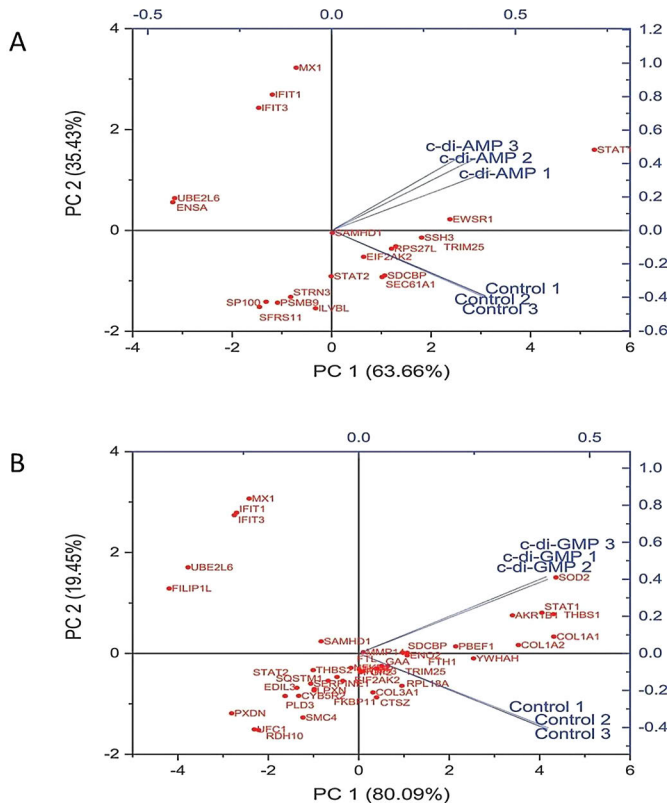 A
-0.5 0.0 0.5
MX1
IFIT1
IFIT3
c-di-AMP 3
c-di-AMP 2
c-di-AMP 1
UBE2L6
ENSA
EWSR1
SAMHD1
SSH3
RPS27L TRIM25
EIF2AK2
STAT2 SDCBP
SEC61A1
STRN3
SP100 PSMB9 ILVBL
SFRS11
Control 1
Control 2
Control 3
4
2
0
-2
1.2
1.0
0.8
0.6
0.4
0.2
0.0
-0.2
-0.4
-0.6
-4 -2 0 2 4 6
PC 2 (35.43%)
PC 1 (63.66%)
B
0.0 0.5
MX1
IFIT1
IFIT3
UBE2L6
FILIP1L
c-di-GMP 3
c-di-GMP 1
c-di-GMP 2
SOD2
STAT1
AKR1B1 THBS1
COL1A1
SAMHD1
SDCBP PBEF1 COL1A2
ENO2
FTH1 YWHAH
GAA
STAT2 THBS2
TRIM25
SQSTM1
EIF2AK2
SERPINE1
RPL18A
EDIL3 LPXN
CYB5R2
COL3A1
PLD3 FKBP11 CTSZ
PXDN SMC4
UFC1
RDH10
Control 1
Control 2
Control 3
4
2
0
-2
1.0
0.8
0.6
0.4
0.2
0.0
-0.2
-0.4
-4 -2 0 2 4 6
PC 2 (19.45%)
PC 1 (80.09%)